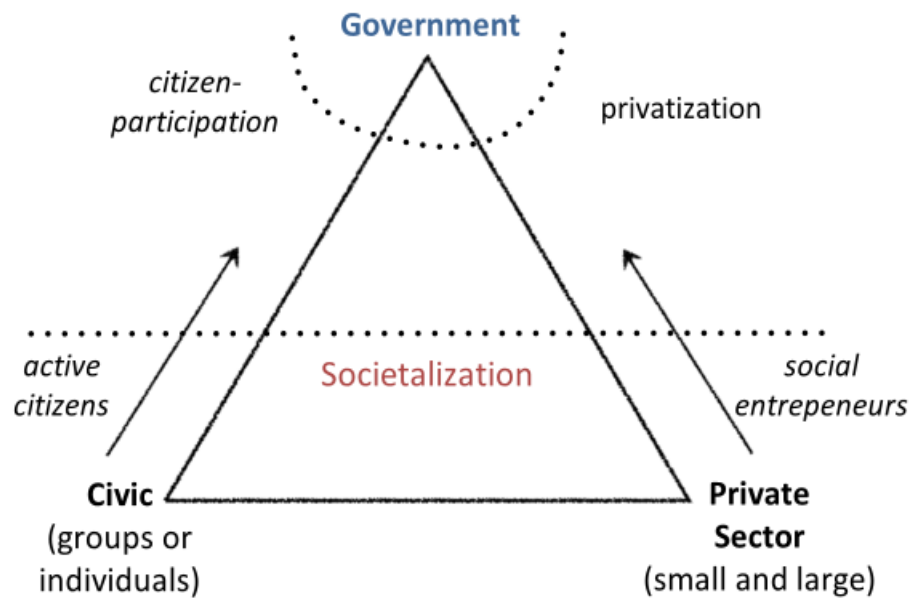 Government
citizen-
participation
privatization
active
citizens
Societalization
social
entrepeneurs
Civic
(groups or
individuals)
Private
Sector
(small and large)